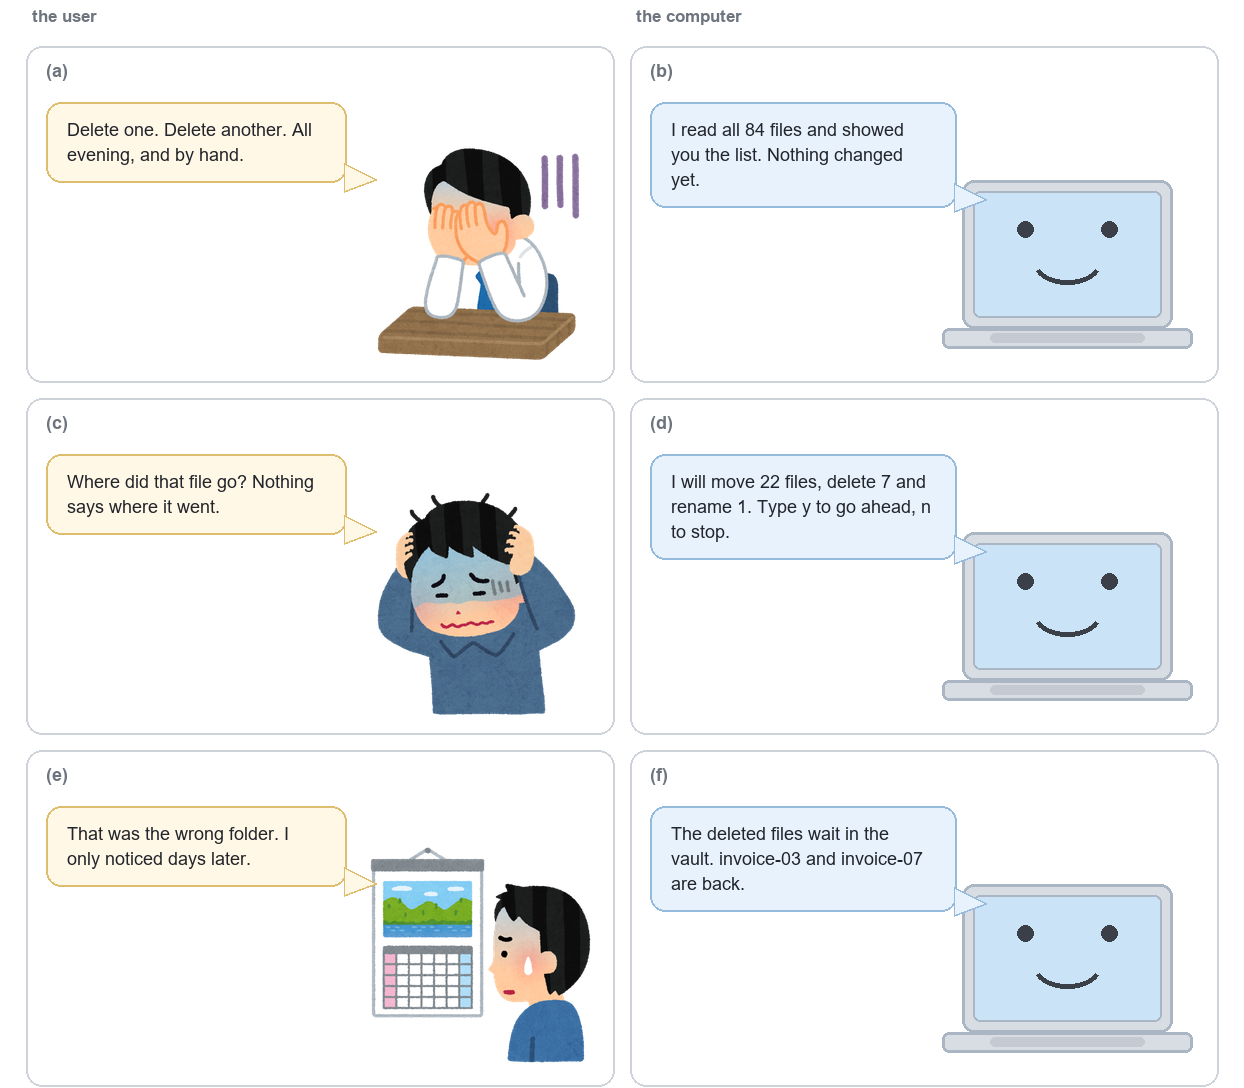 the user
the computer
(a)
Delete one. Delete another. All
evening, and by hand.
(b)
I read all 84 files and showed
you the list. Nothing changed
yet.
(c)
Where did that file go? Nothing
says where it went.
(d)
I will move 22 files, delete 7 and
rename 1. Type y to go ahead, n
to stop.
(e)
That was the wrong folder. I
only noticed days later.
(f)
The deleted files wait in the
vault. invoice-03 and invoice-07
are back.